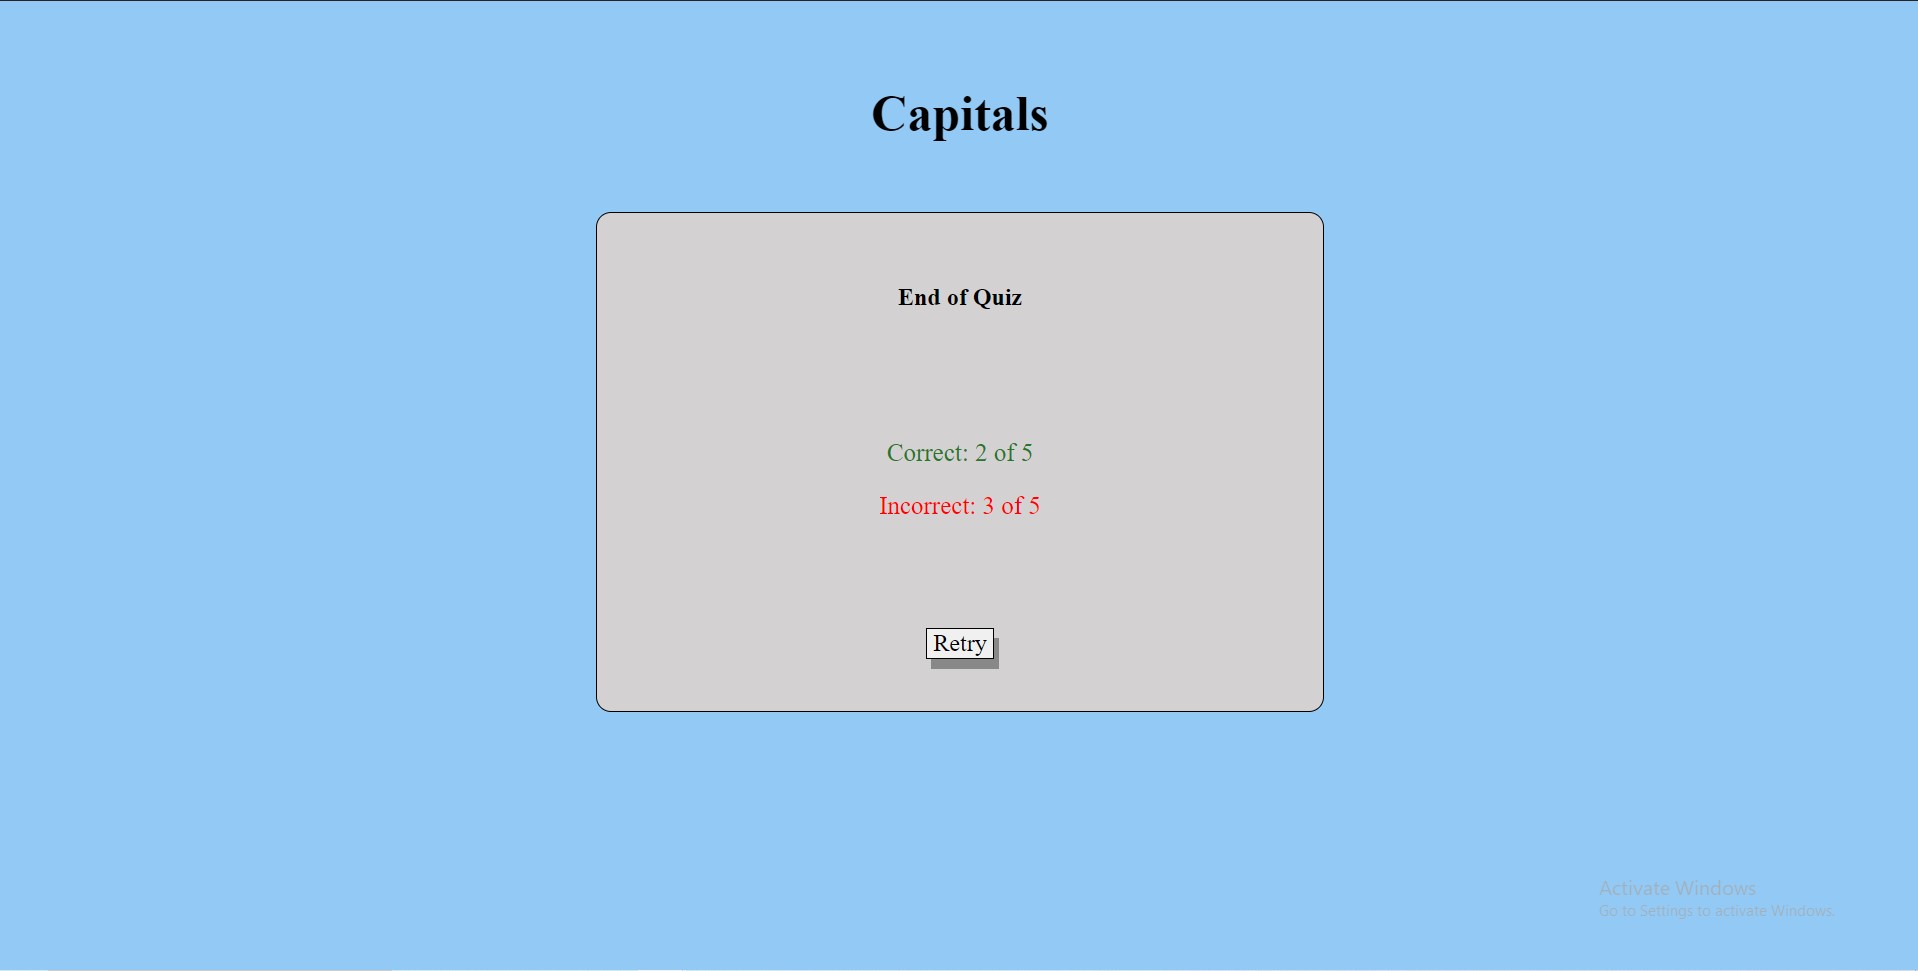 Capitals
End of Quiz
Correct: 2 of 5
Incorrect: 3 of 5
Retry
Activate Windows
Go to Settings to activate Windows.